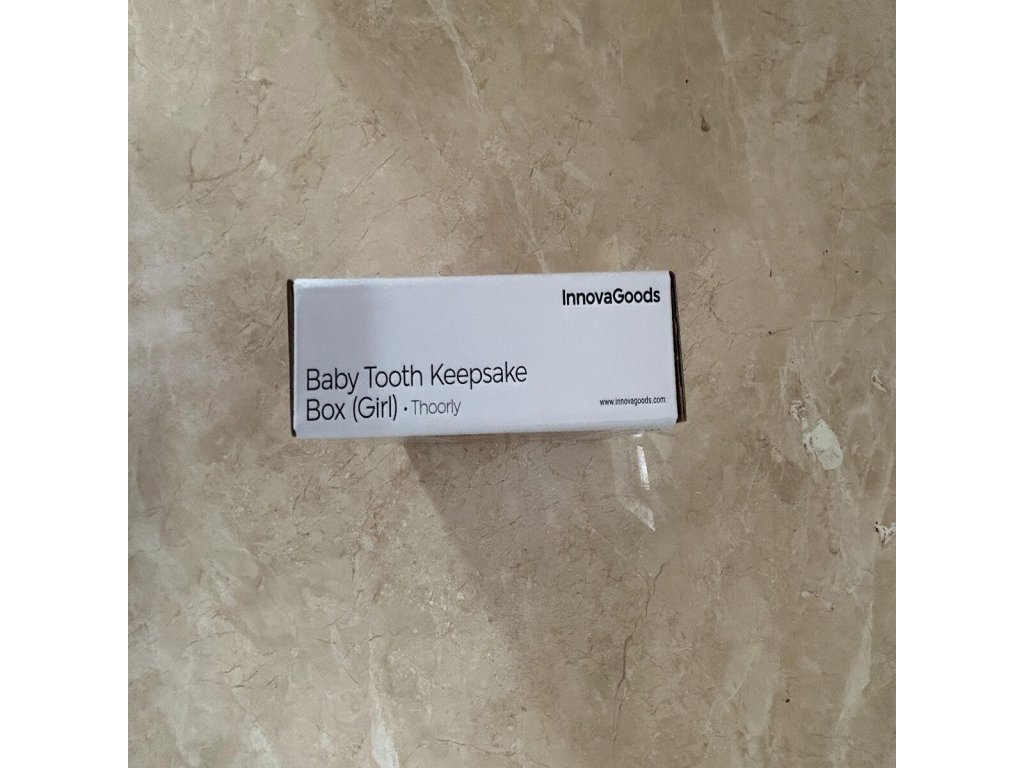 InnovaGoods
Baby Tooth Keepsake
Box (Girl) • Thoorly
www.innovagoods.com